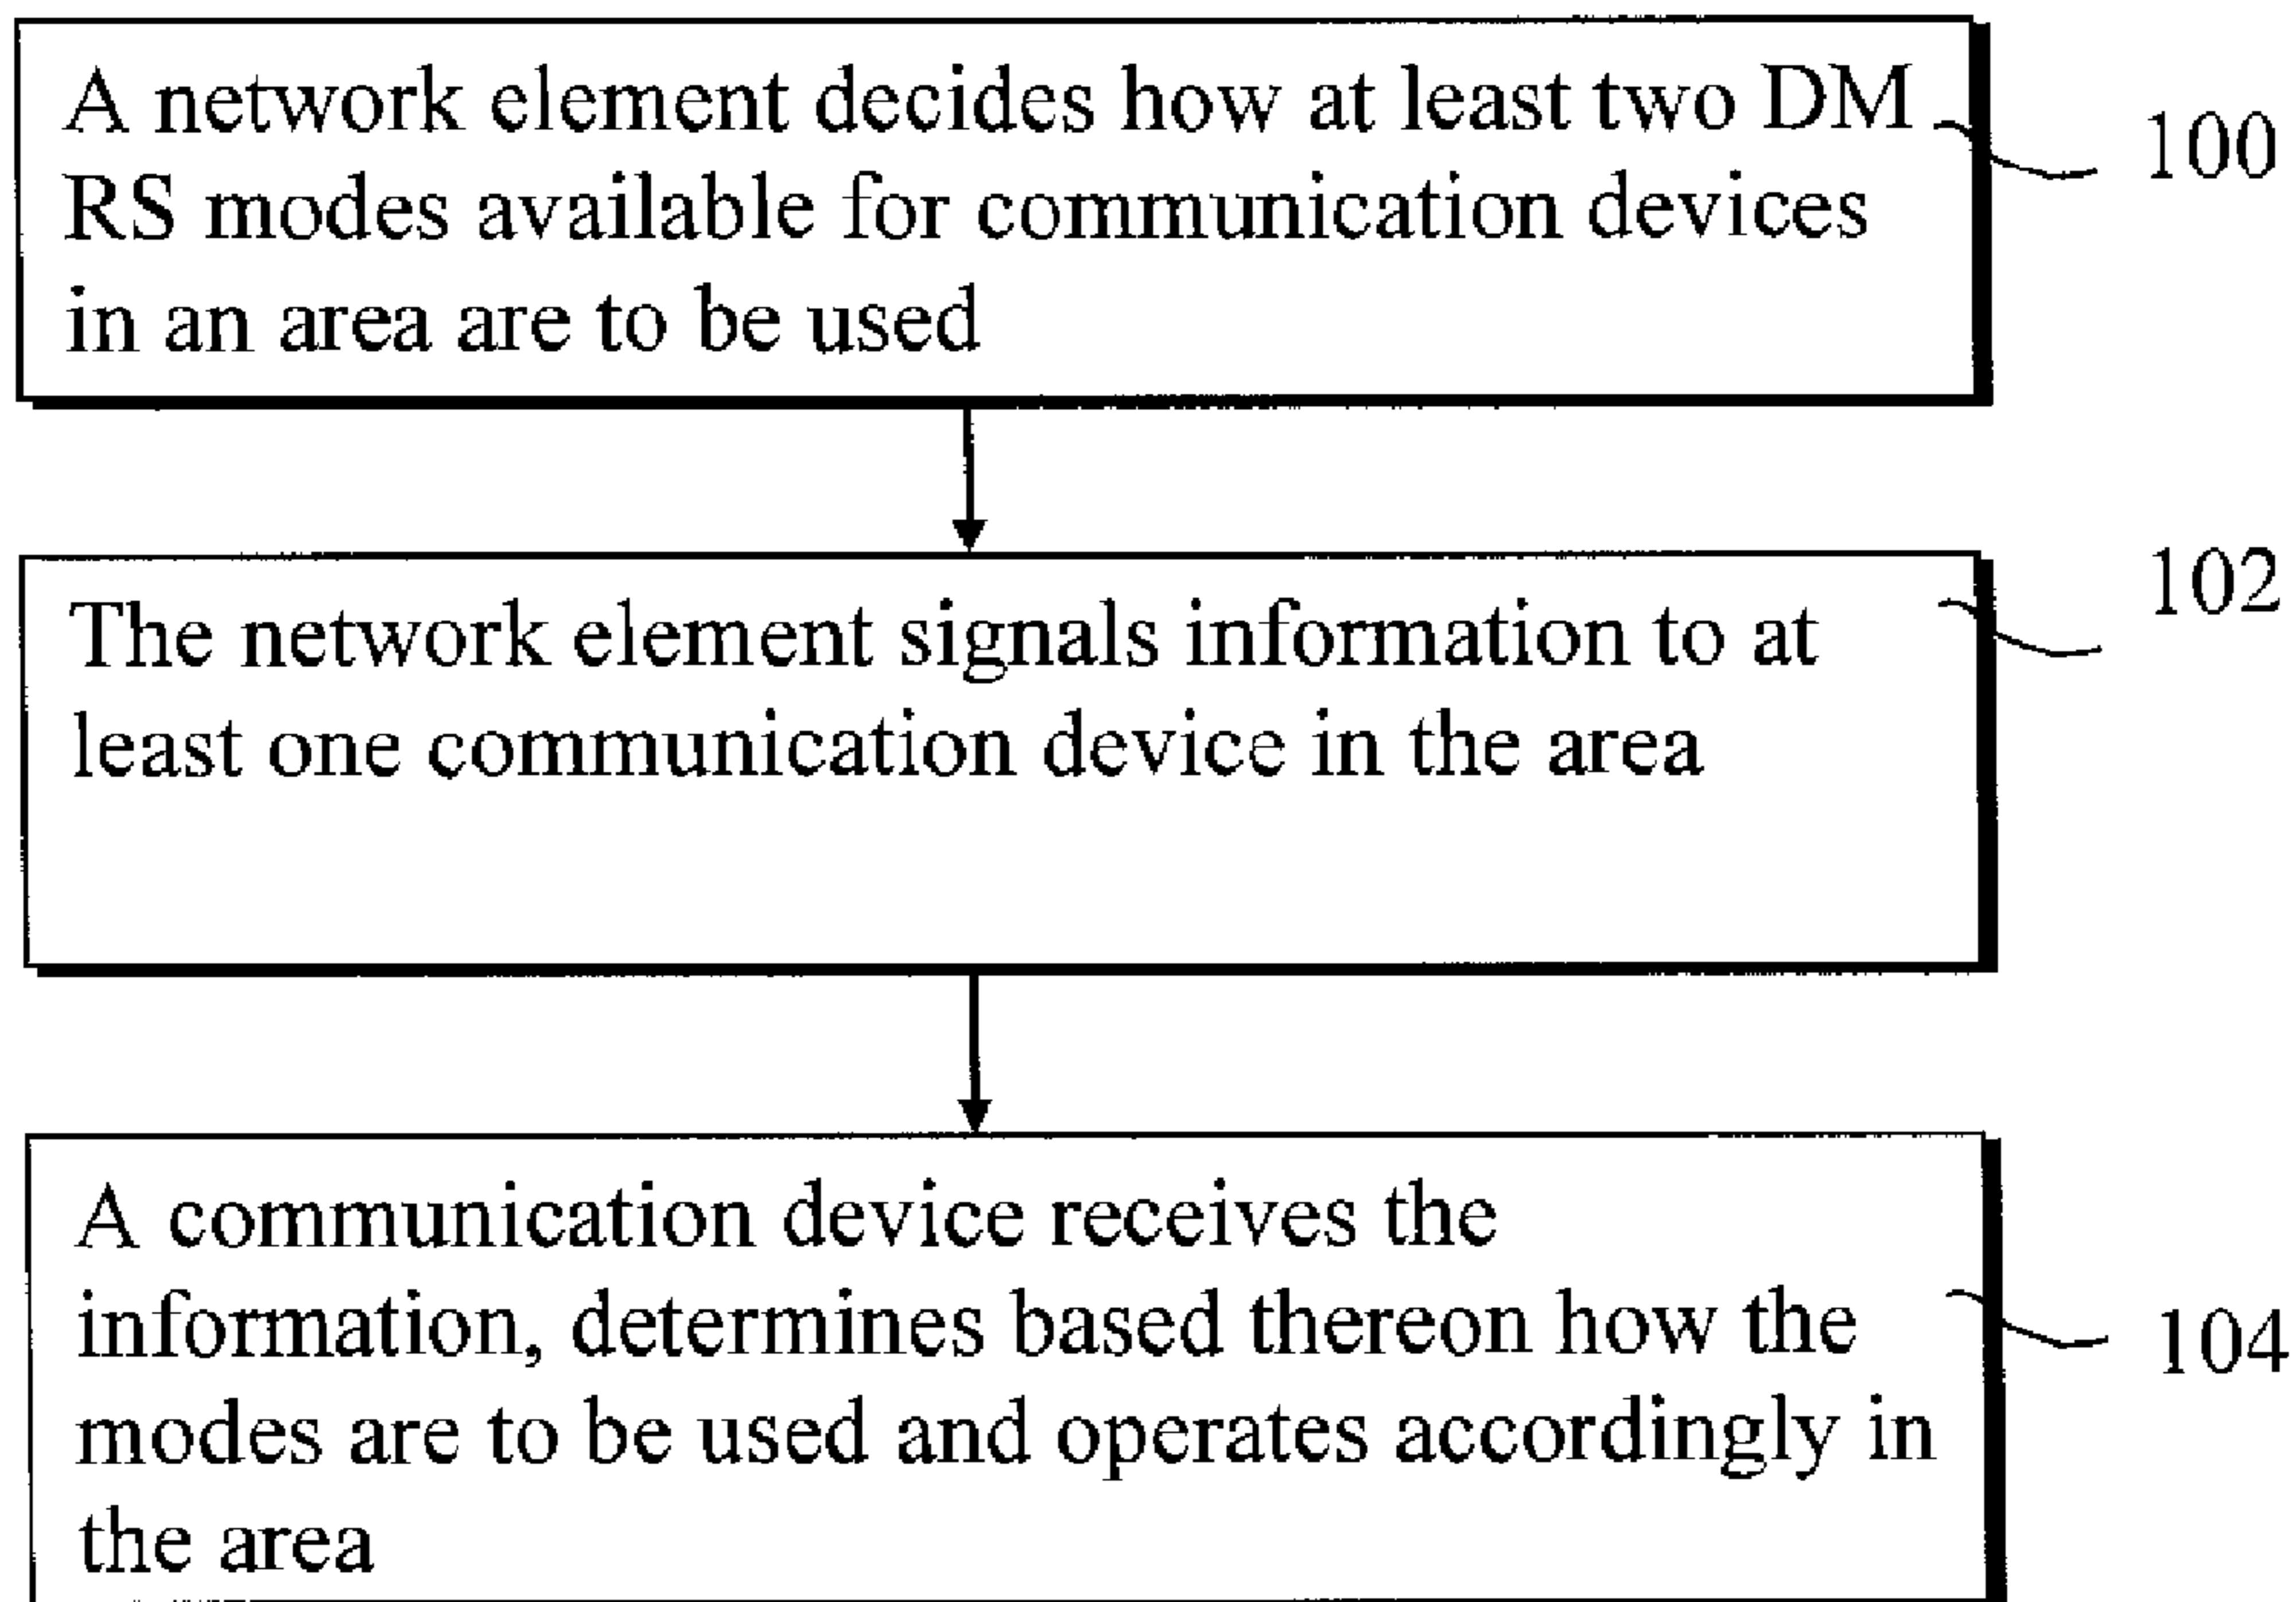 A network element decides how at least two DM
RS modes available for communication devices
in an area are to be used
100
The network element signals information to at
least one communication device in the area
102
A communication device receives the
information, determines based thereon how the
modes are to be used and operates accordingly in
the area
104